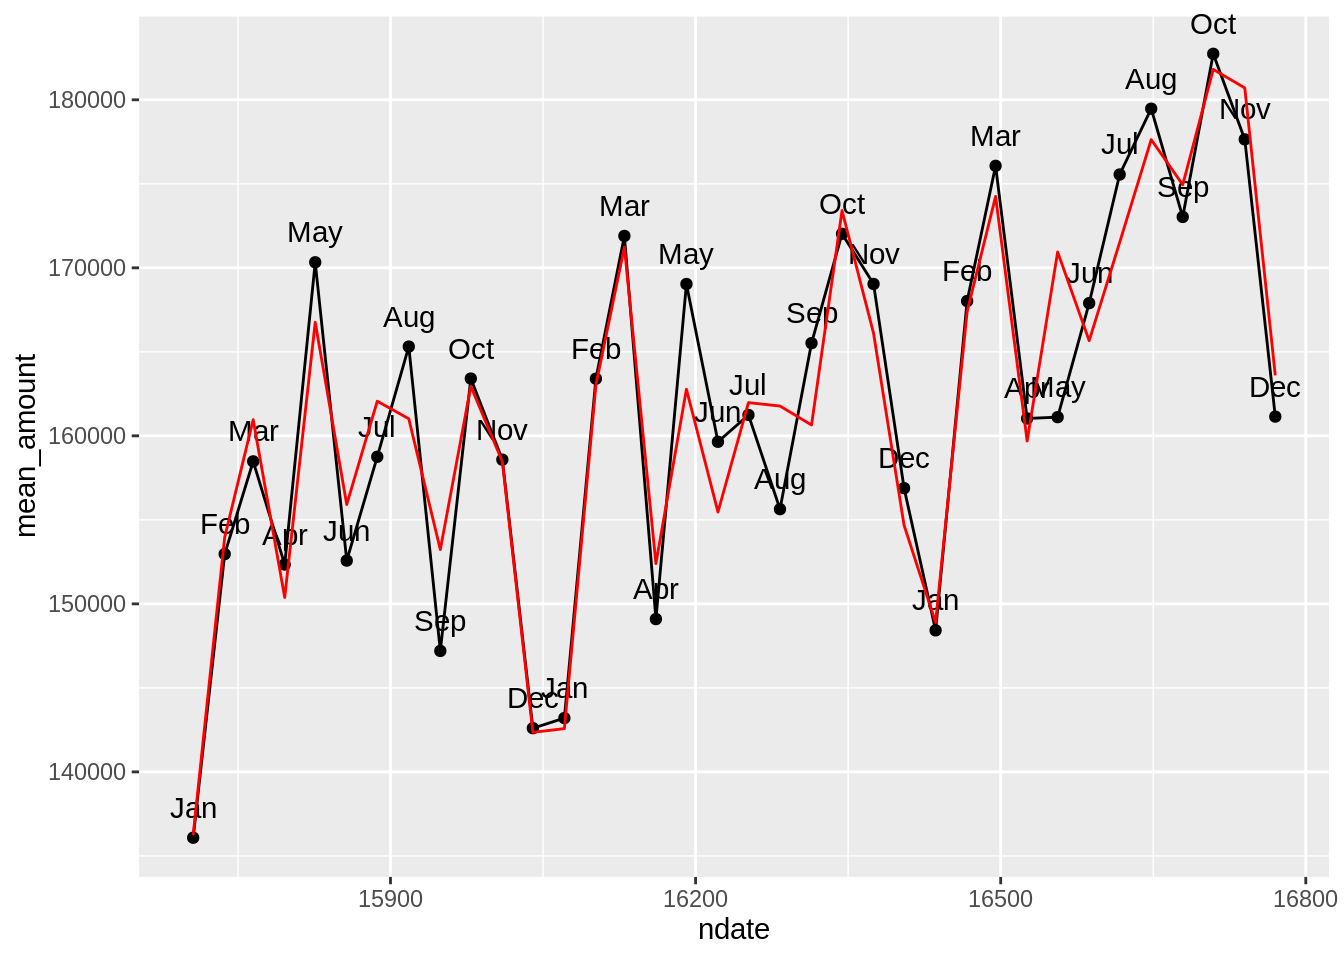 Oct
Aug
180000
Nov
Mar
Jul
Sep
Mar
Oct
May
May
Nov
170000
Feb
Jun
Aug
Sep
Oct
Feb
Apr
May
Dec
Jul
Jun
160000
Mar
Jul
Nov
Dec
Aug
Feb
Apr
Jun
150000
Apr
Jan
Sep
Dec
Jan
140000
Jan
15900
16200
16500
16800
ndate
mean_amount